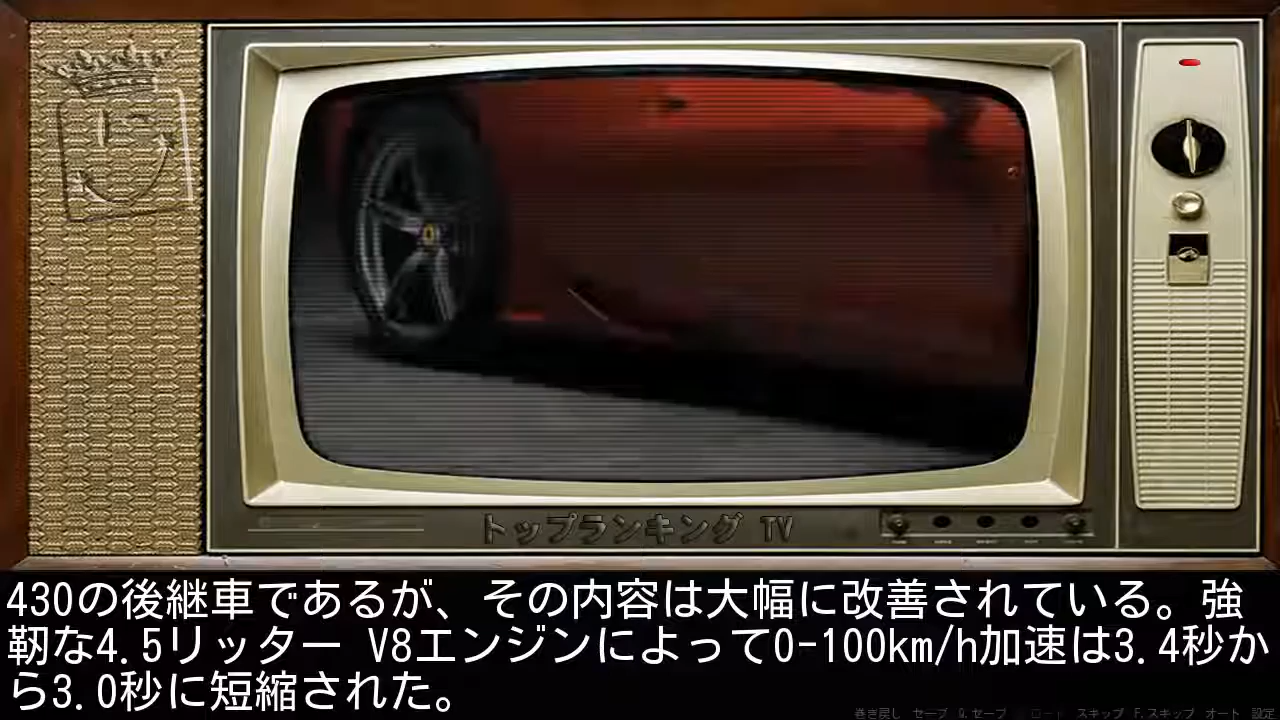 トップランキング TV
430の後継車であるが、その内容は大幅に改善されている。強
靭な4.5リッター V8エンジンによって0-100km/h加速は3.4秒か
ら3.0秒に短縮された。
巻き戻し セーブ Q.セーブ Q.ロード スキップ F.スキップ オート 設定